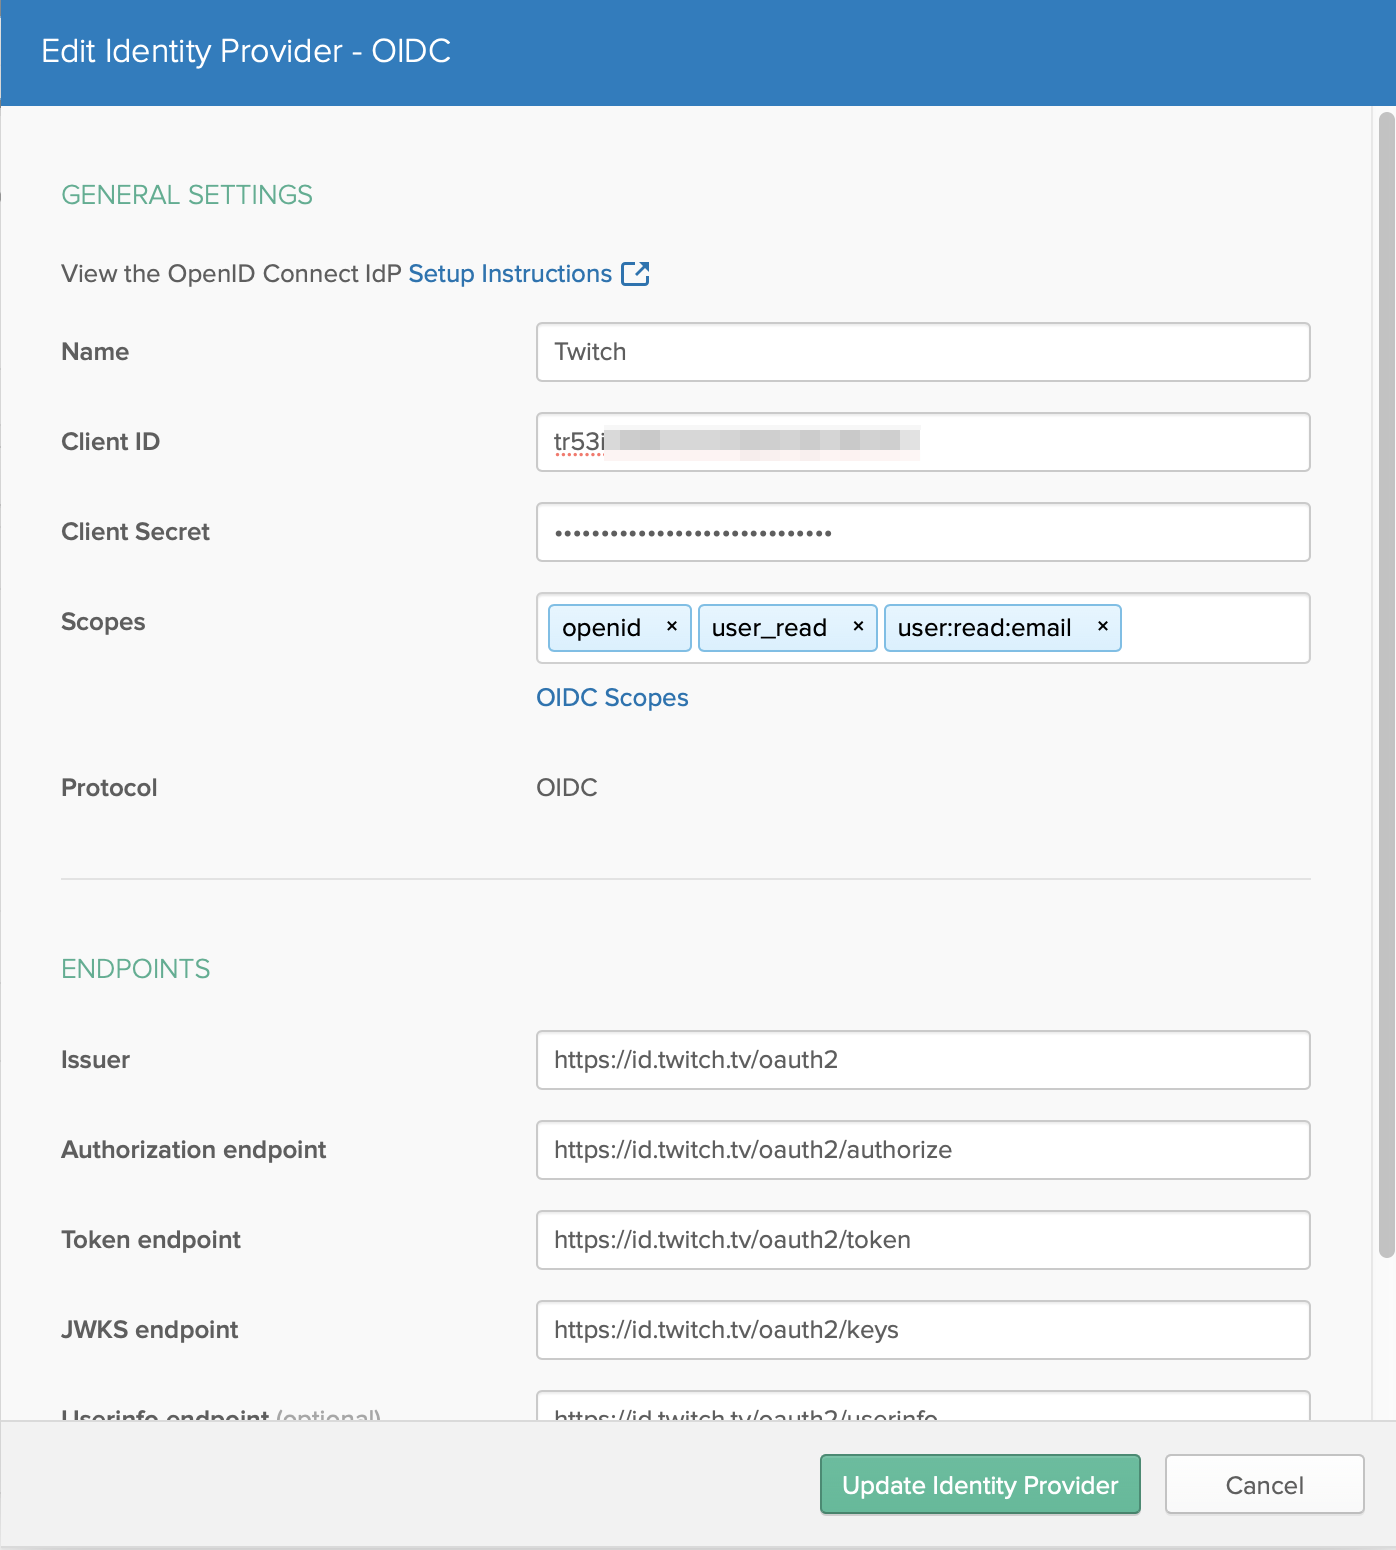 Edit Identity Provider - OIDC
GENERAL SETTINGS
View the OpenID Connect IdP Setup Instructions
Name
Twitch
Client ID
tr53i
Client Secret
••••••••••••••••••••••••••••••
Scopes
openid × user_read × user:read:email ×
OIDC Scopes
Protocol
OIDC
ENDPOINTS
Issuer
https://id.twitch.tv/oauth2
Authorization endpoint
https://id.twitch.tv/oauth2/authorize
Token endpoint
https://id.twitch.tv/oauth2/token
JWKS endpoint
https://id.twitch.tv/oauth2/keys
Userinfo endpoint (optional)
https://id.twitch.tv/oauth2/userinfo
Update Identity Provider
Cancel